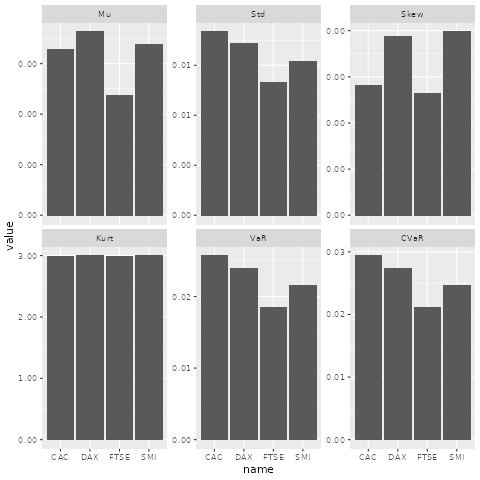 Mu Std Skew
0.00 0.01 0.00
0.00
0.00 0.01 0.00
0.00 0.00 0.00
0.00 0.00 0.00
value
Kurt VaR CVaR
3.00 0.03
2.00 0.02 0.02
1.00 0.01 0.01
0.00 0.00 0.00
CAC DAX FTSE SMI CAC DAX FTSE SMI CAC DAX FTSE SMI
name